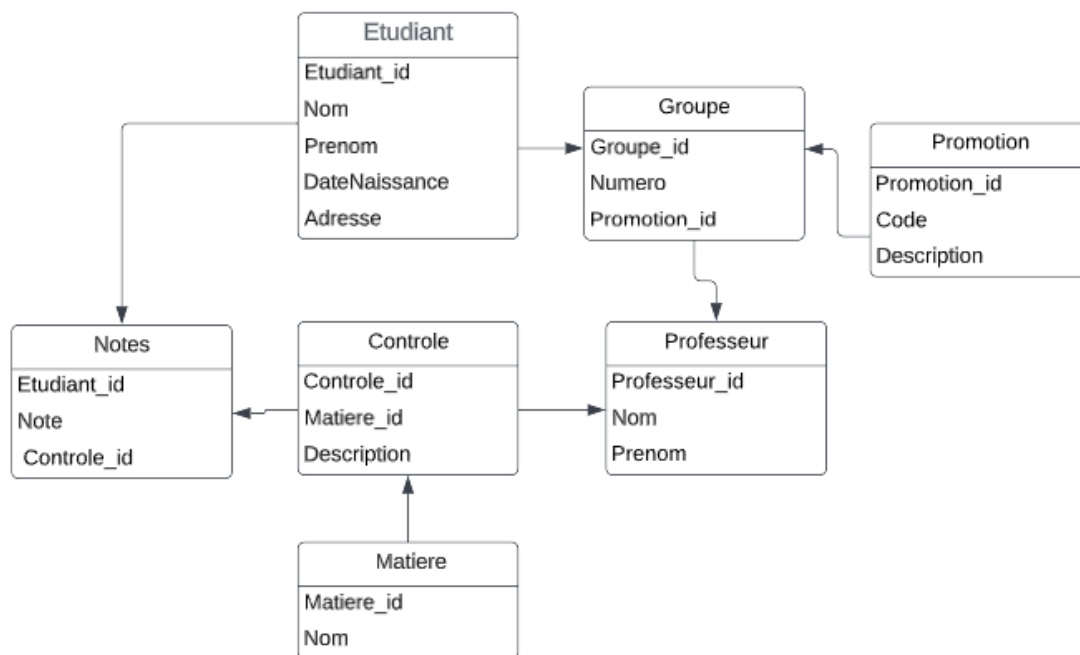 Etudiant
Etudiant_id
Nom
Prenom
DateNaissance
Adresse
Groupe
Groupe_id
Numero
Promotion_id
Promotion
Promotion_id
Code
Description
Notes
Etudiant_id
Note
Controle_id
Controle
Controle_id
Matiere_id
Description
Professeur
Professeur_id
Nom
Prenom
Matiere
Matiere_id
Nom